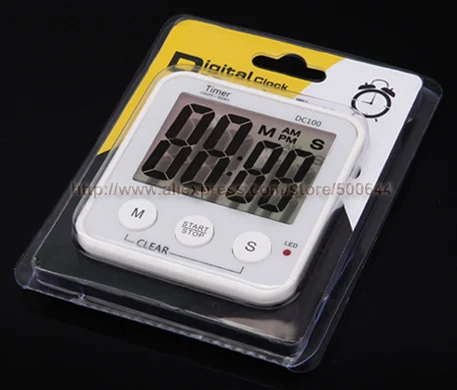 Digital Clock
Timer
DC100
88:88 M AM PM S
http://www.aliexpress.com/store/500644
M
START
STOP
S
CLEAR
LED